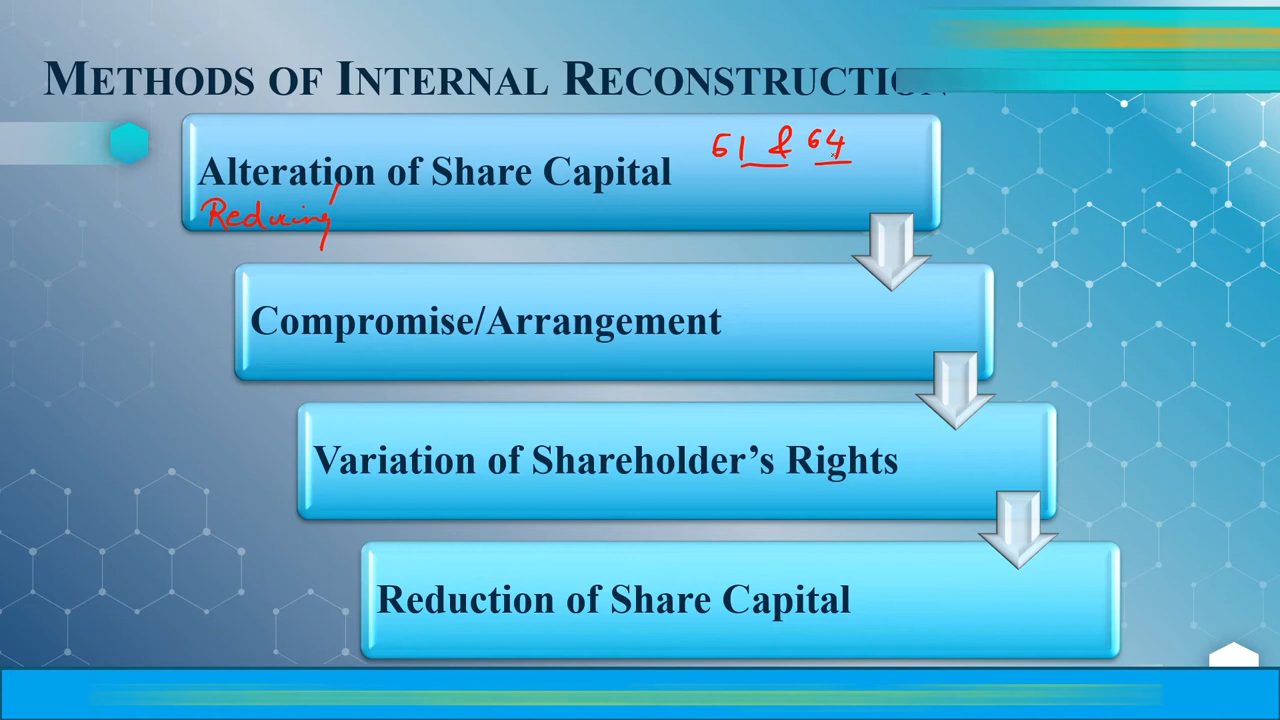 METHODS OF INTERNAL RECONSTRUCTION
Alteration of Share Capital 61 & 64
Reducing
Compromise/Arrangement
Variation of Shareholder’s Rights
Reduction of Share Capital